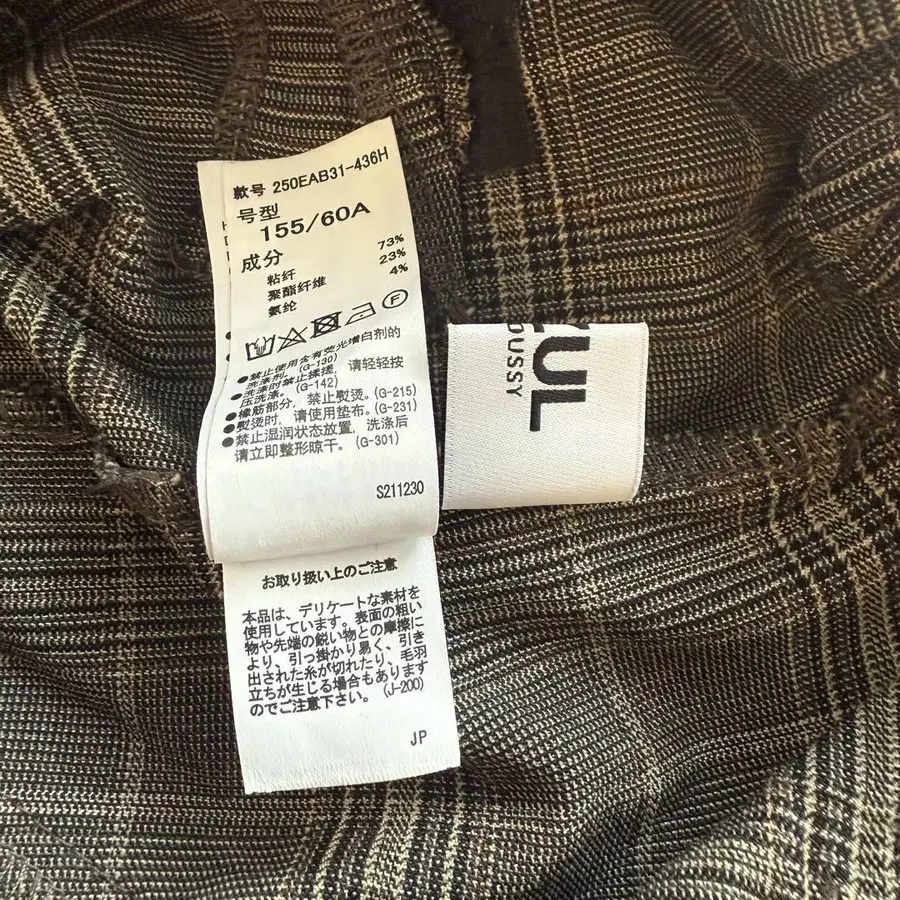 款号 250EAB31-436H
号型
155/60A
成分
粘纤 73%
聚酯纤维 23%
氨纶 4%
F
●禁止使用含有荧光增白剂的
洗涤剂。(G-130)
●洗涤时禁止揉搓，请轻轻按
压洗涤。(G-142)
●橡筋部分，禁止熨烫。(G-215)
●熨烫时，请使用垫布。(G-231)
●禁止湿润状态放置，洗涤后
请立即整形晾干。(G-301)
S211230
お取り扱い上のご注意
本品は、デリケートな素材を
使用しています。表面の粗い
物や先端の鋭い物との摩擦に
より、引っ掛かり易く、引き
出された糸が切れたり、毛羽
立ちが生じる場合もあります
のでご注意下さい。(J-200)
JP
UL
OUSSY